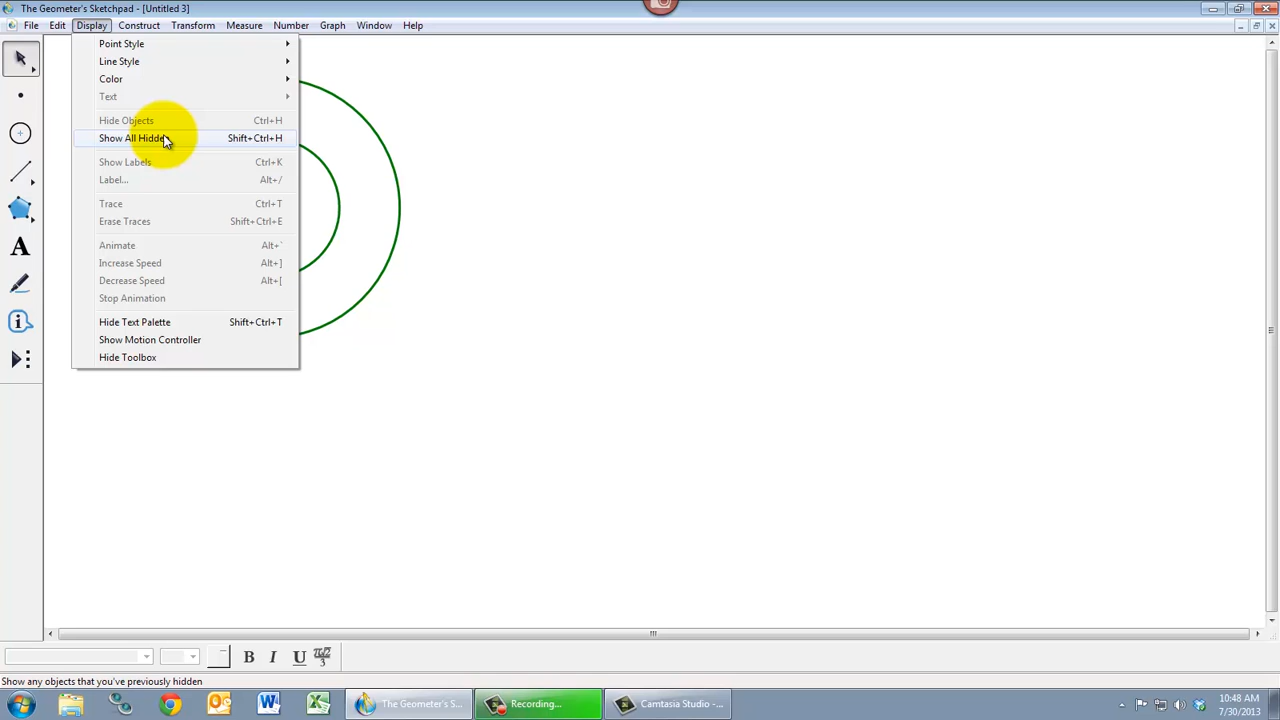 The Geometer's Sketchpad - [Untitled 3]
File Edit Display Construct Transform Measure Number Graph Window Help
Point Style
Line Style
Color
Text
Hide Objects Ctrl+H
Show All Hidden Shift+Ctrl+H
Show Labels Ctrl+K
Label... Alt+/
Trace Ctrl+T
Erase Traces Shift+Ctrl+E
Animate Alt+`
Increase Speed Alt+]
Decrease Speed Alt+[
Stop Animation
Hide Text Palette Shift+Ctrl+T
Show Motion Controller
Hide Toolbox
A
B I U
Show any objects that you've previously hidden
The Geometer's S... Recording... Camtasia Studio -...
10:48 AM
7/30/2013